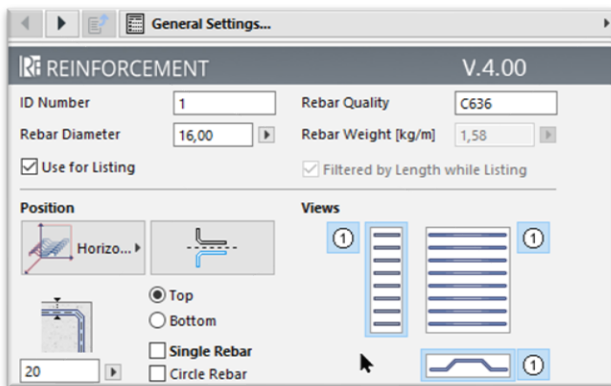 General Settings...
RF REINFORCEMENT V.4.00
ID Number 1 Rebar Quality C636
Rebar Diameter 16,00 Rebar Weight [kg/m] 1,58
Use for Listing Filtered by Length while Listing
Position Views
Horizo... 1 1
Top
Bottom
Single Rebar
20 Circle Rebar 1